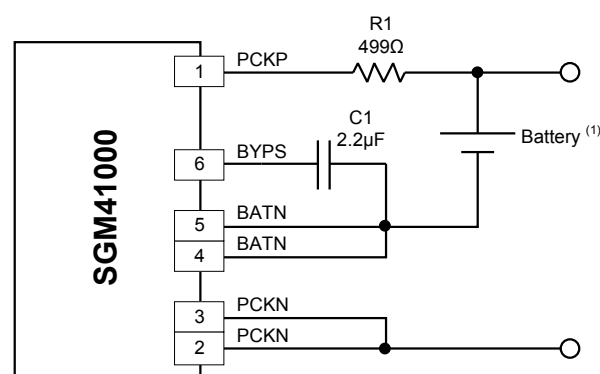 R1
499Ω
1 PCKP
C1
2.2μF
Battery (1)
6 BYPS
SGM41000
5 BATN
4 BATN
3 PCKN
2 PCKN